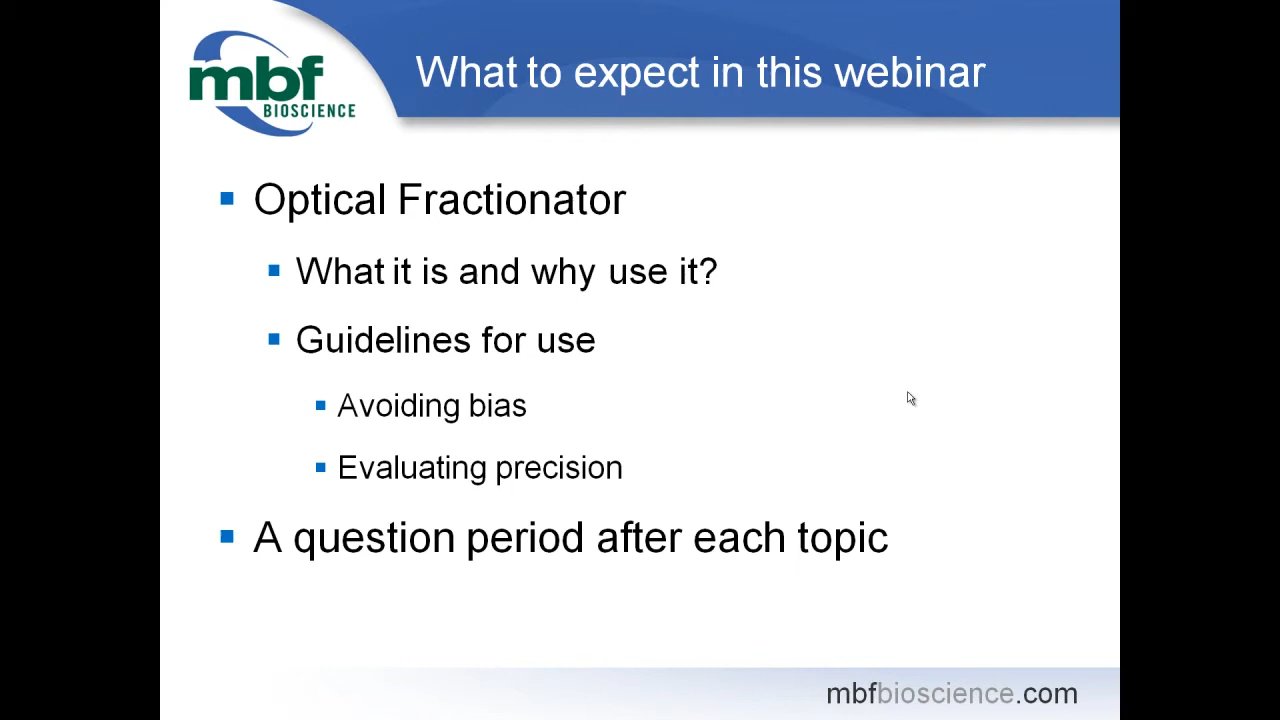 mbf
BIOSCIENCE
What to expect in this webinar
Optical Fractionator
What it is and why use it?
Guidelines for use
Avoiding bias
Evaluating precision
A question period after each topic
mbfbioscience.com